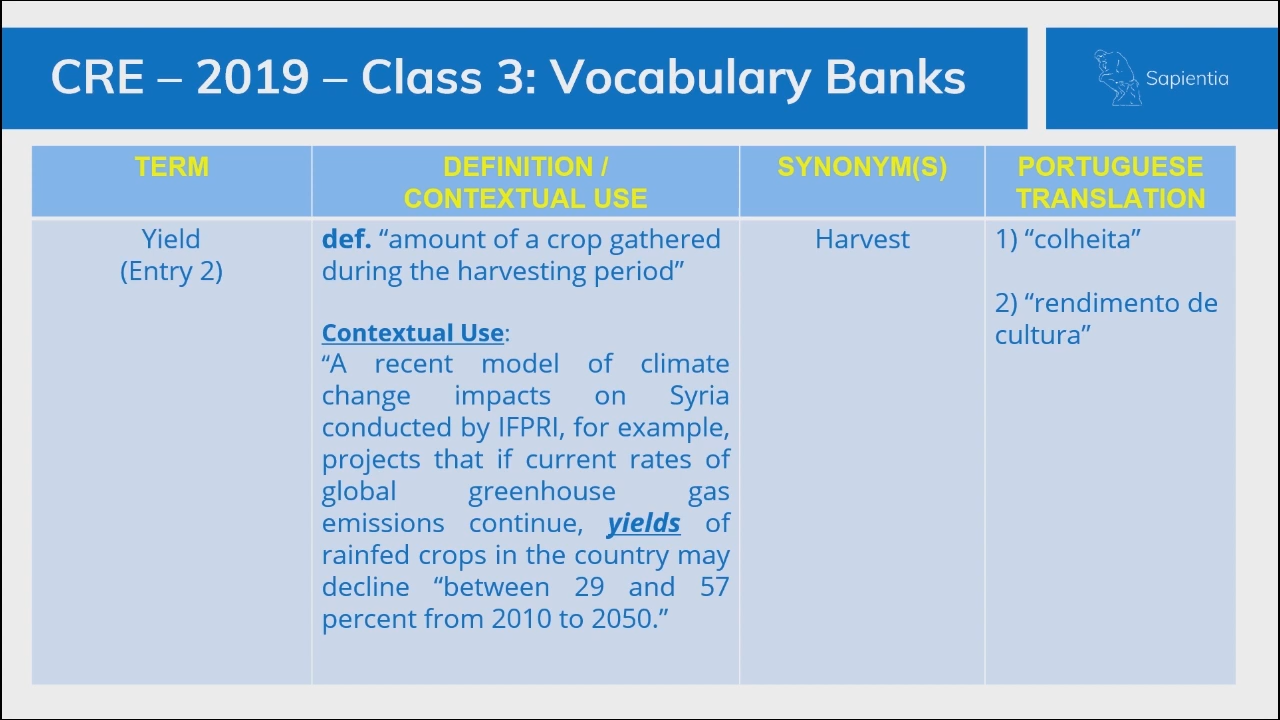 CRE – 2019 – Class 3: Vocabulary Banks
Sapientia
TERM
DEFINITION /
CONTEXTUAL USE
SYNONYM(S)
PORTUGUESE
TRANSLATION
Yield
(Entry 2)
def. “amount of a crop gathered
during the harvesting period”
Contextual Use:
“A recent model of climate
change impacts on Syria
conducted by IFPRI, for example,
projects that if current rates of
global greenhouse gas
emissions continue, yields of
rainfed crops in the country may
decline “between 29 and 57
percent from 2010 to 2050.”
Harvest
1) “colheita”
2) “rendimento de
cultura”